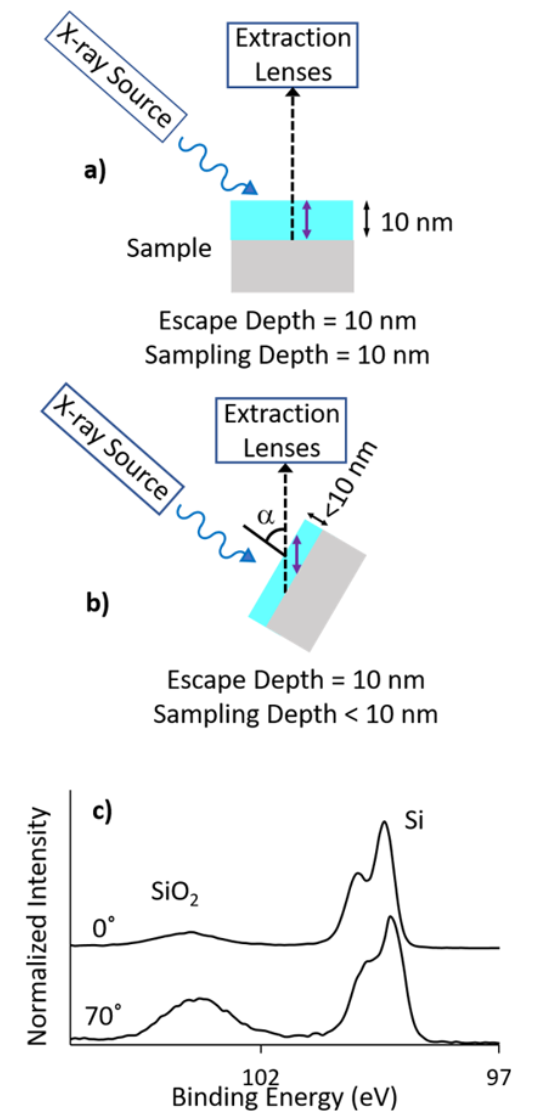 X-ray Source
Extraction
Lenses
a)
10 nm
Sample
Escape Depth = 10 nm
Sampling Depth = 10 nm
X-ray Source
Extraction
Lenses
<10 nm
α
b)
Escape Depth = 10 nm
Sampling Depth < 10 nm
c)
Si
SiO₂
0˚
70˚
Normalized Intensity
102
97
Binding Energy (eV)